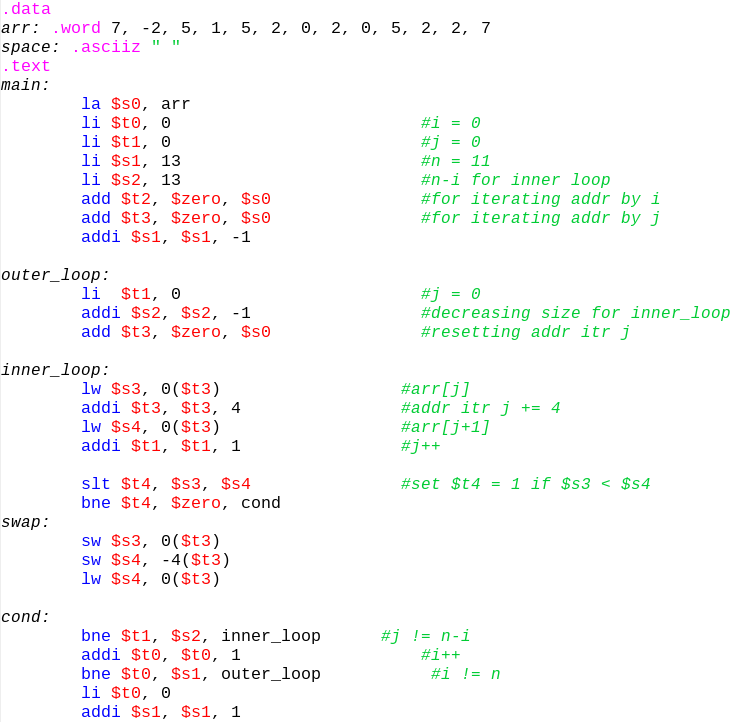 .data
arr: .word 7, -2, 5, 1, 5, 2, 0, 2, 0, 5, 2, 2, 7
space: .asciiz " "
.text
main:
        la $s0, arr
        li $t0, 0                         #i = 0
        li $t1, 0                         #j = 0
        li $s1, 13                        #n = 11
        li $s2, 13                        #n-i for inner loop
        add $t2, $zero, $s0               #for iterating addr by i
        add $t3, $zero, $s0               #for iterating addr by j
        addi $s1, $s1, -1

outer_loop:
        li  $t1, 0                        #j = 0
        addi $s2, $s2, -1                 #decreasing size for inner_loop
        add $t3, $zero, $s0               #resetting addr itr j

inner_loop:
        lw $s3, 0($t3)                  #arr[j]
        addi $t3, $t3, 4                #addr itr j += 4
        lw $s4, 0($t3)                  #arr[j+1]
        addi $t1, $t1, 1                #j++

        slt $t4, $s3, $s4               #set $t4 = 1 if $s3 < $s4
        bne $t4, $zero, cond
swap:
        sw $s3, 0($t3)
        sw $s4, -4($t3)
        lw $s4, 0($t3)

cond:
        bne $t1, $s2, inner_loop      #j != n-i
        addi $t0, $t0, 1                  #i++
        bne $t0, $s1, outer_loop           #i != n
        li $t0, 0
        addi $s1, $s1, 1